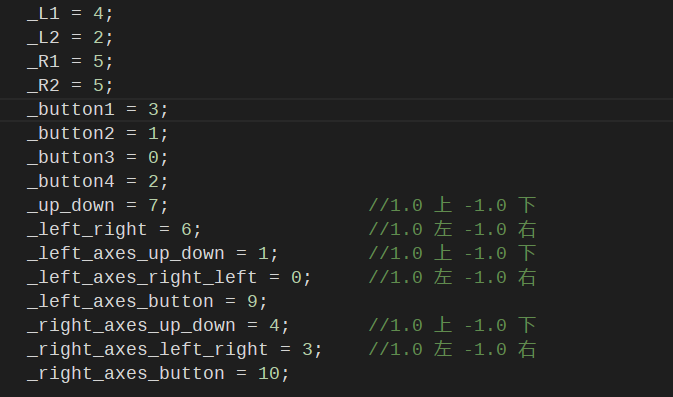 _L1 = 4;
_L2 = 2;
_R1 = 5;
_R2 = 5;
_button1 = 3;
_button2 = 1;
_button3 = 0;
_button4 = 2;
_up_down = 7; //1.0 上 -1.0 下
_left_right = 6; //1.0 左 -1.0 右
_left_axes_up_down = 1; //1.0 上 -1.0 下
_left_axes_right_left = 0; //1.0 左 -1.0 右
_left_axes_button = 9;
_right_axes_up_down = 4; //1.0 上 -1.0 下
_right_axes_left_right = 3; //1.0 左 -1.0 右
_right_axes_button = 10;